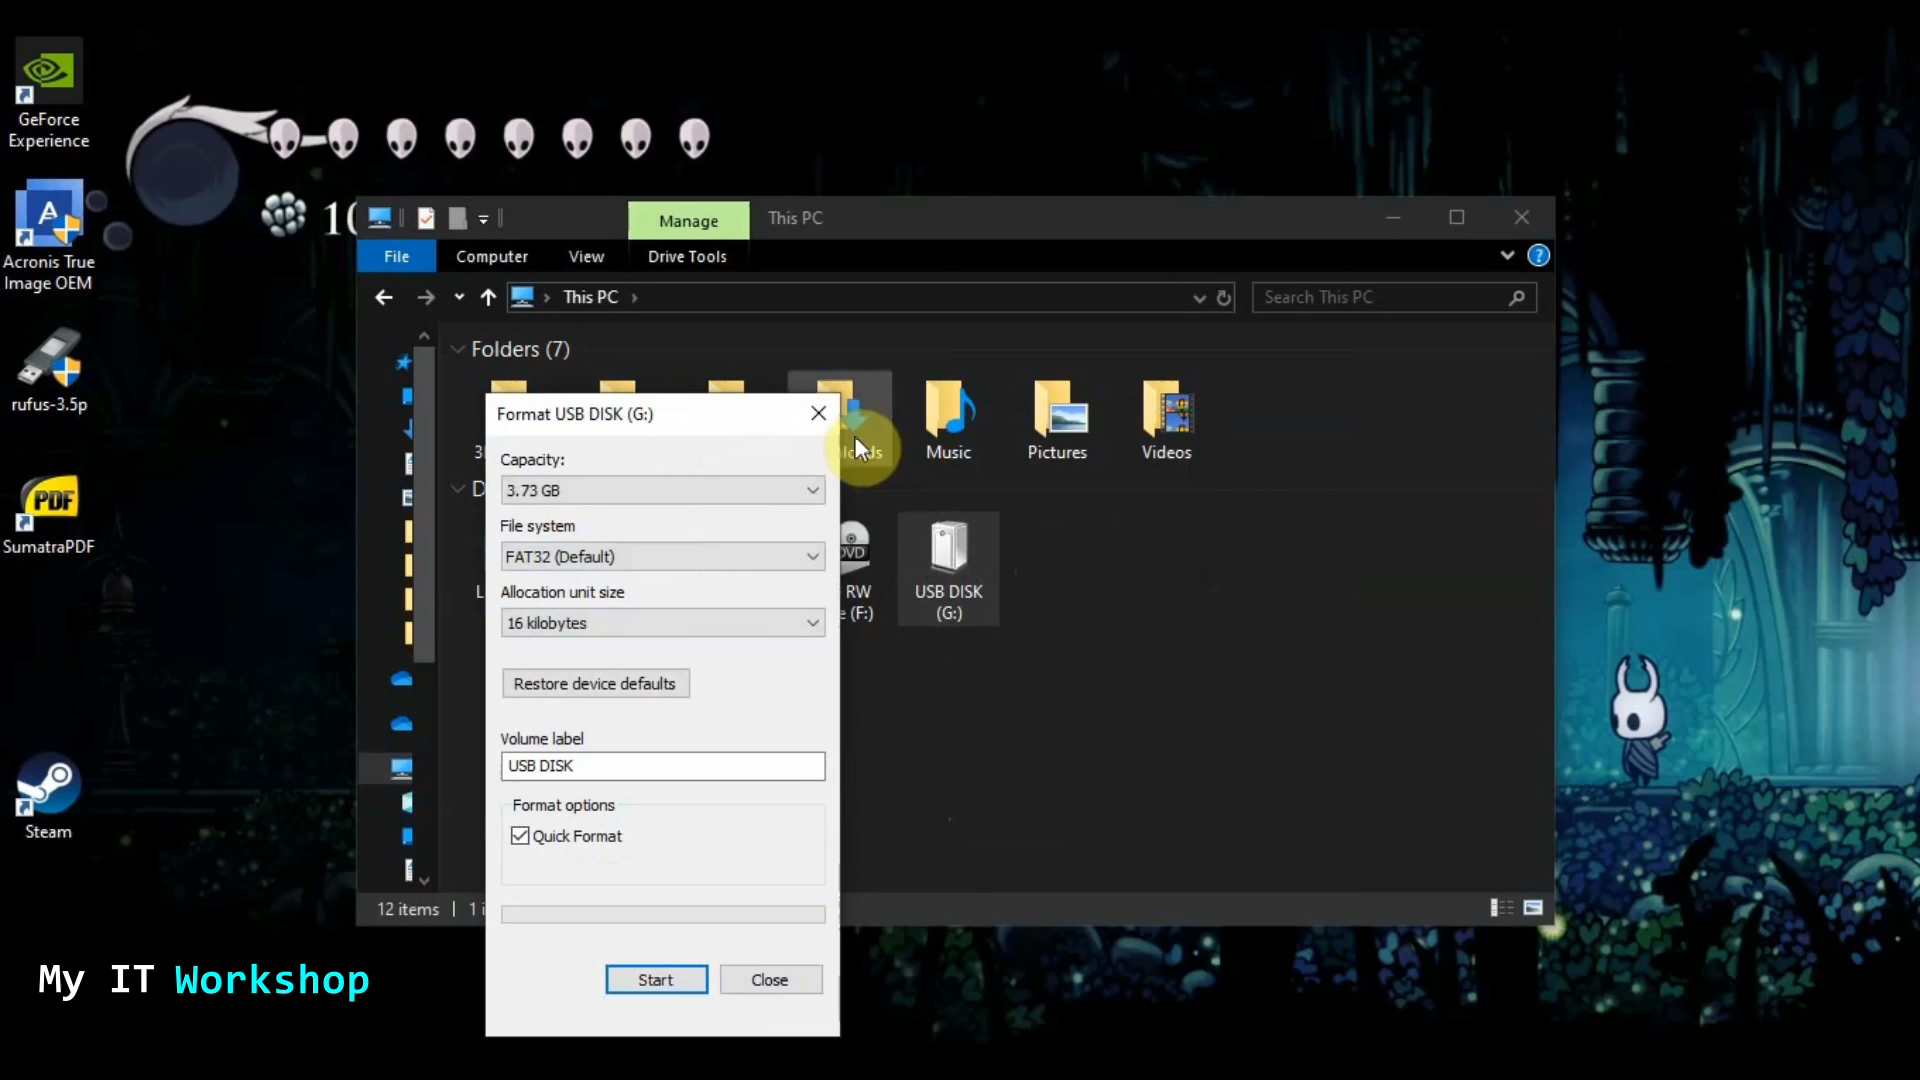 GeForce
Experience
Acronis True
Image OEM
rufus-3.5p
PDF
SumatraPDF
Steam
Manage
This PC
File
Computer
View
Drive Tools
This PC
Search This PC
Folders (7)
Music
Pictures
Videos
Format USB DISK (G:)
Capacity:
3.73 GB
File system
FAT32 (Default)
Allocation unit size
16 kilobytes
Restore device defaults
Volume label
USB DISK
Format options
Quick Format
Start
Close
RW
(F:)
USB DISK
(G:)
12 items
My IT Workshop